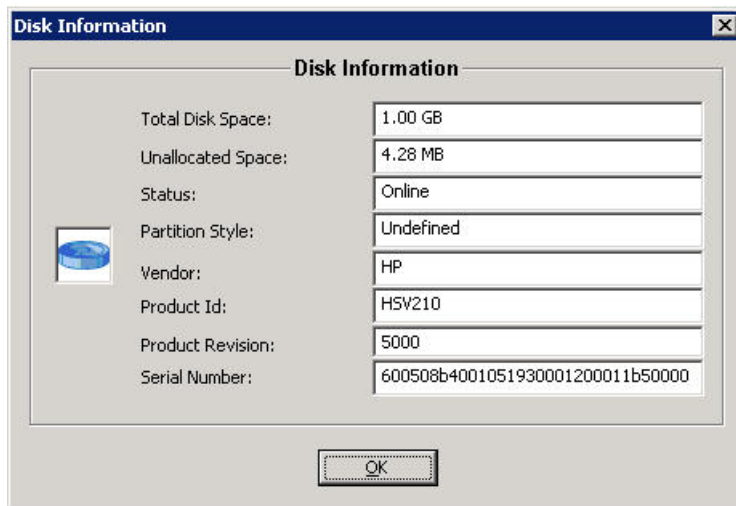 Disk Information
Disk Information
Total Disk Space: 1.00 GB
Unallocated Space: 4.28 MB
Status: Online
Partition Style: Undefined
Vendor: HP
Product Id: HSV210
Product Revision: 5000
Serial Number: 600508b4001051930001200011b50000
OK